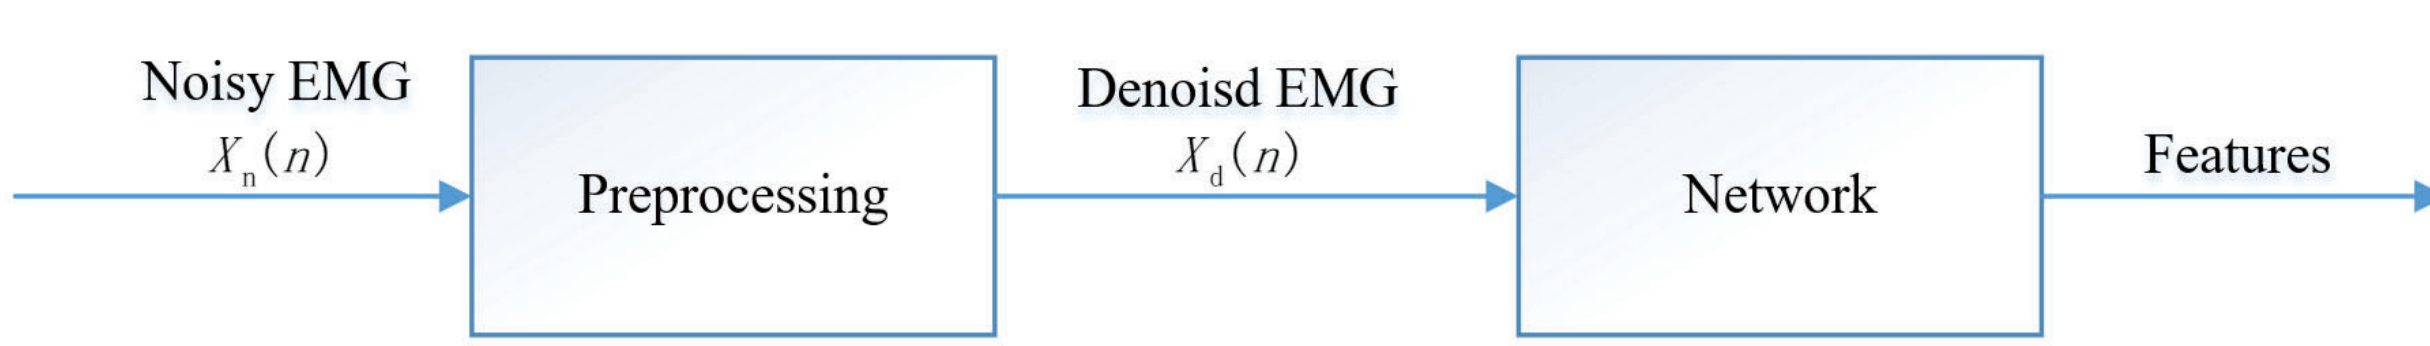 Noisy EMG
Xn(n)
Preprocessing
Denoisd EMG
Xd(n)
Network
Features